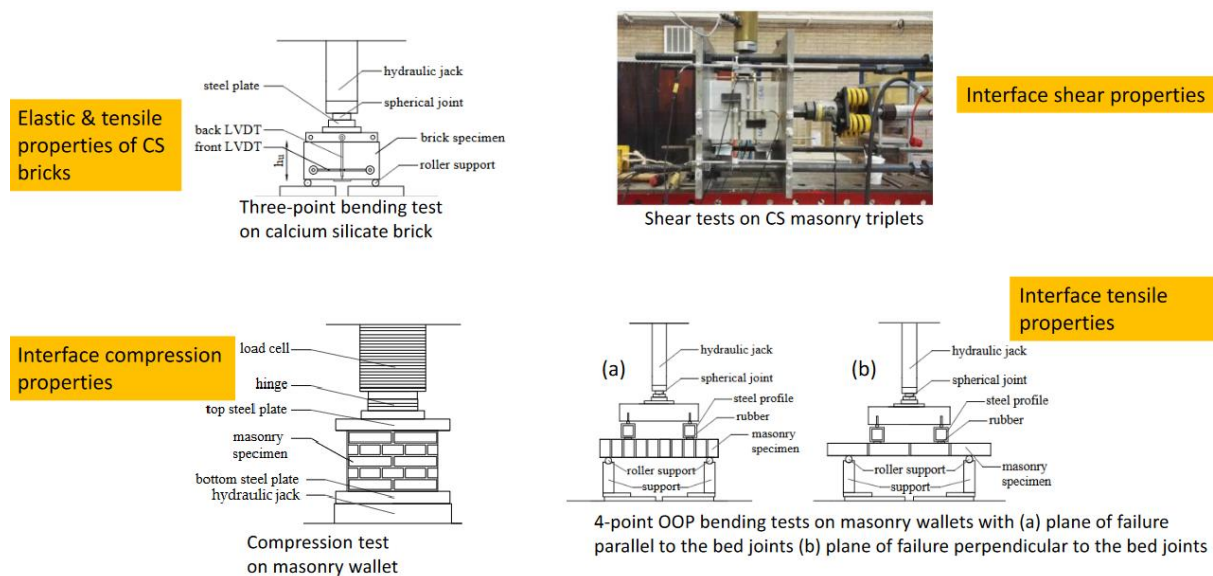 Elastic & tensile
properties of CS
bricks
hydraulic jack
steel plate
spherical joint
back LVDT
front LVDT
brick specimen
hu
roller support
Three-point bending test
on calcium silicate brick
Shear tests on CS masonry triplets
Interface shear properties
Interface compression
properties
load cell
hinge
top steel plate
masonry
specimen
bottom steel plate
hydraulic jack
Compression test
on masonry wallet
Interface tensile
properties
(a)
hydraulic jack
spherical joint
steel profile
rubber
masonry
specimen
roller support
support
(b)
hydraulic jack
spherical joint
steel profile
rubber
roller support
support
masonry
specimen
4-point OOP bending tests on masonry wallets with (a) plane of failure
parallel to the bed joints (b) plane of failure perpendicular to the bed joints